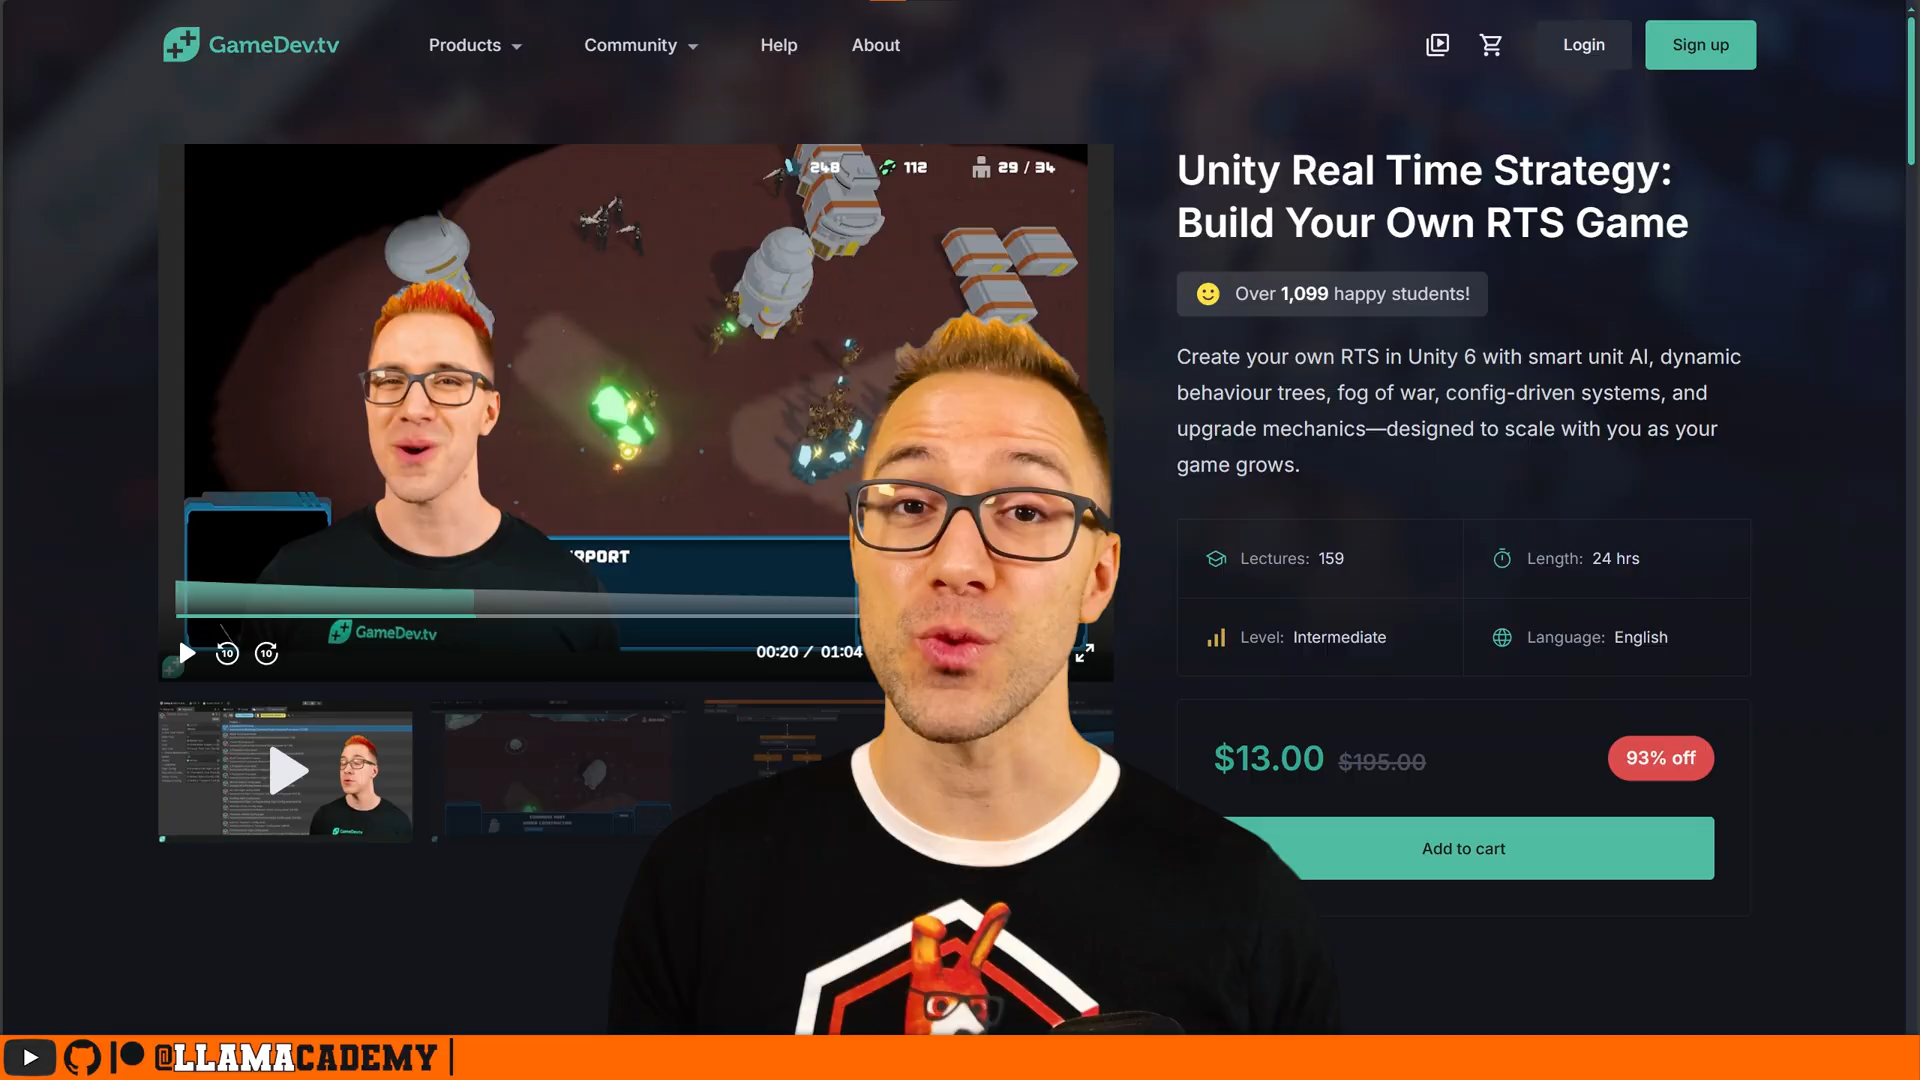 GameDev.tv
Products
Community
Help
About
Login
Sign up
248
112
29 / 34
Unity Real Time Strategy:
Build Your Own RTS Game
Over 1,099 happy students!
Create your own RTS in Unity 6 with smart unit AI, dynamic
behaviour trees, fog of war, config-driven systems, and
upgrade mechanics—designed to scale with you as your
game grows.
Lectures: 159
Length: 24 hrs
Level: Intermediate
Language: English
GameDev.tv
10
10
00:20 / 01:04
$13.00 $195.00
93% off
Add to cart
GameDev.tv
@LLAMACADEMY